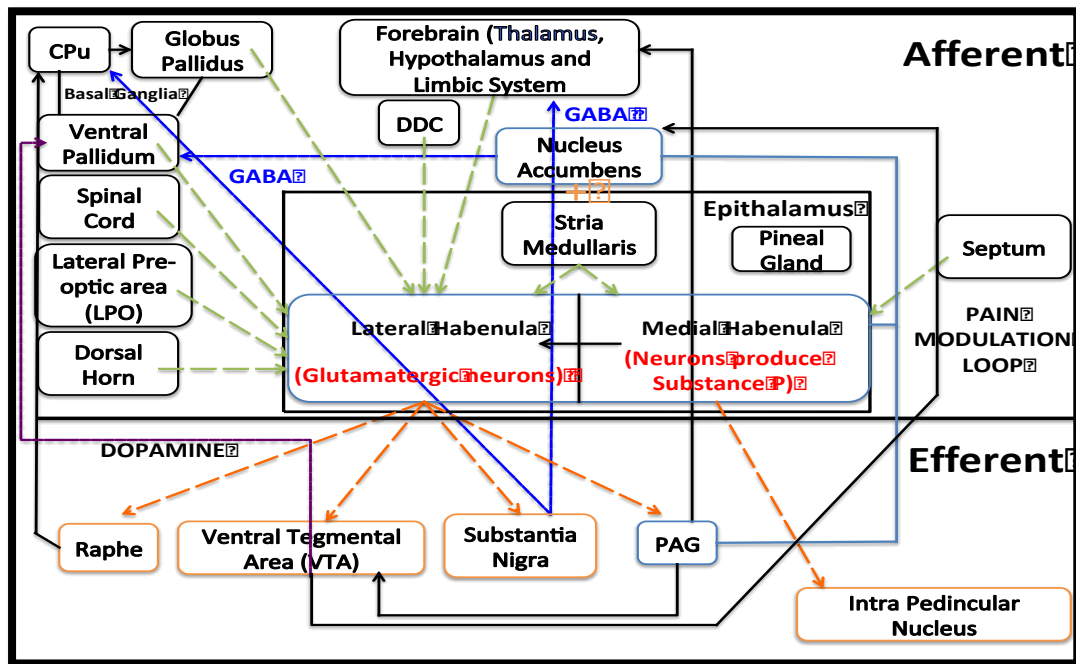 CPu
Globus
Pallidus
Forebrain (Thalamus,
Hypothalamus and
Limbic System
Afferent
Basal Ganglia
DDC
GABA
Ventral
Pallidum
Nucleus
Accumbens
GABA
+
Spinal
Cord
Stria
Medullaris
Epithalamus
Pineal
Gland
Septum
Lateral Pre-
optic area
(LPO)
PAIN
MODULATION
LOOP
Lateral Habenula
Medial Habenula
Dorsal
Horn
(Glutamatergic neurons)
(Neurons produce
Substance P)
DOPAMINE
Efferent
Raphe
Ventral Tegmental
Area (VTA)
Substantia
Nigra
PAG
Intra Pedincular
Nucleus